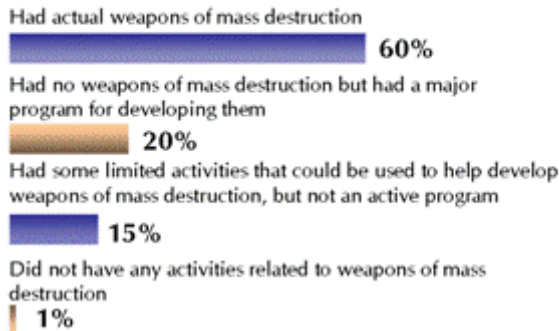 Had actual weapons of mass destruction
60%
Had no weapons of mass destruction but had a major
program for developing them
20%
Had some limited activities that could be used to help develop
weapons of mass destruction, but not an active program
15%
Did not have any activities related to weapons of mass
destruction
1%